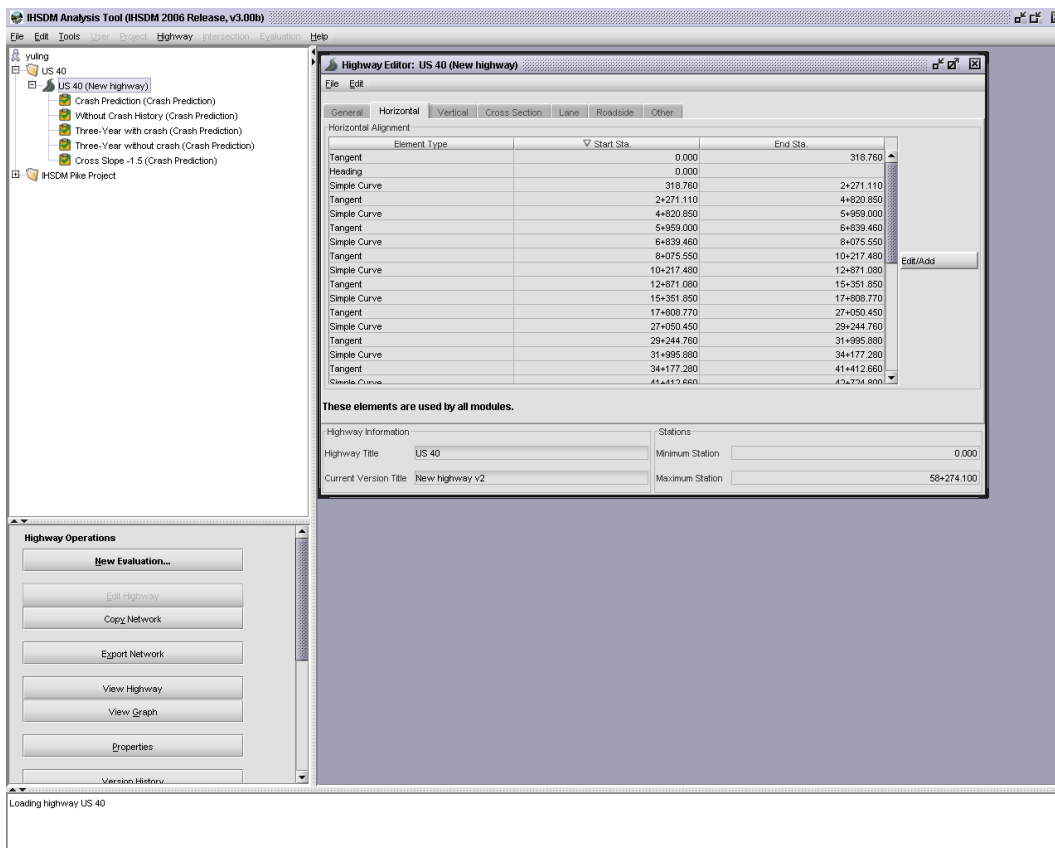 IHSDM Analysis Tool (IHSDM 2006 Release, v3.00b)
File Edit Tools User Project Highway Intersection Evaluation Help
yuling
US 40
US 40 (New highway)
Crash Prediction (Crash Prediction)
Without Crash History (Crash Prediction)
Three-Year with crash (Crash Prediction)
Three-Year without crash (Crash Prediction)
Cross Slope -1.5 (Crash Prediction)
IHSDM Pike Project
Highway Editor: US 40 (New highway)
File Edit
General Horizontal Vertical Cross Section Lane Roadside Other
Horizontal Alignment
Element Type Start Sta. End Sta.
Tangent 0.000 318.760
Heading 0.000
Simple Curve 318.760 2+271.110
Tangent 2+271.110 4+820.850
Simple Curve 4+820.850 5+959.000
Tangent 5+959.000 6+839.460
Simple Curve 6+839.460 8+075.550
Tangent 8+075.550 10+217.480
Simple Curve 10+217.480 12+871.080
Tangent 12+871.080 15+351.850
Simple Curve 15+351.850 17+808.770
Tangent 17+808.770 27+050.450
Simple Curve 27+050.450 29+244.760
Tangent 29+244.760 31+995.880
Simple Curve 31+995.880 34+177.280
Tangent 34+177.280 41+412.660
Simple Curve 41+412.660 42+724.800
Edit/Add
These elements are used by all modules.
Highway Information
Highway Title US 40
Current Version Title New highway v2
Stations
Minimum Station 0.000
Maximum Station 58+274.100
Highway Operations
New Evaluation...
Edit Highway
Copy Network
Export Network
View Highway
View Graph
Properties
Version History
Loading highway US 40